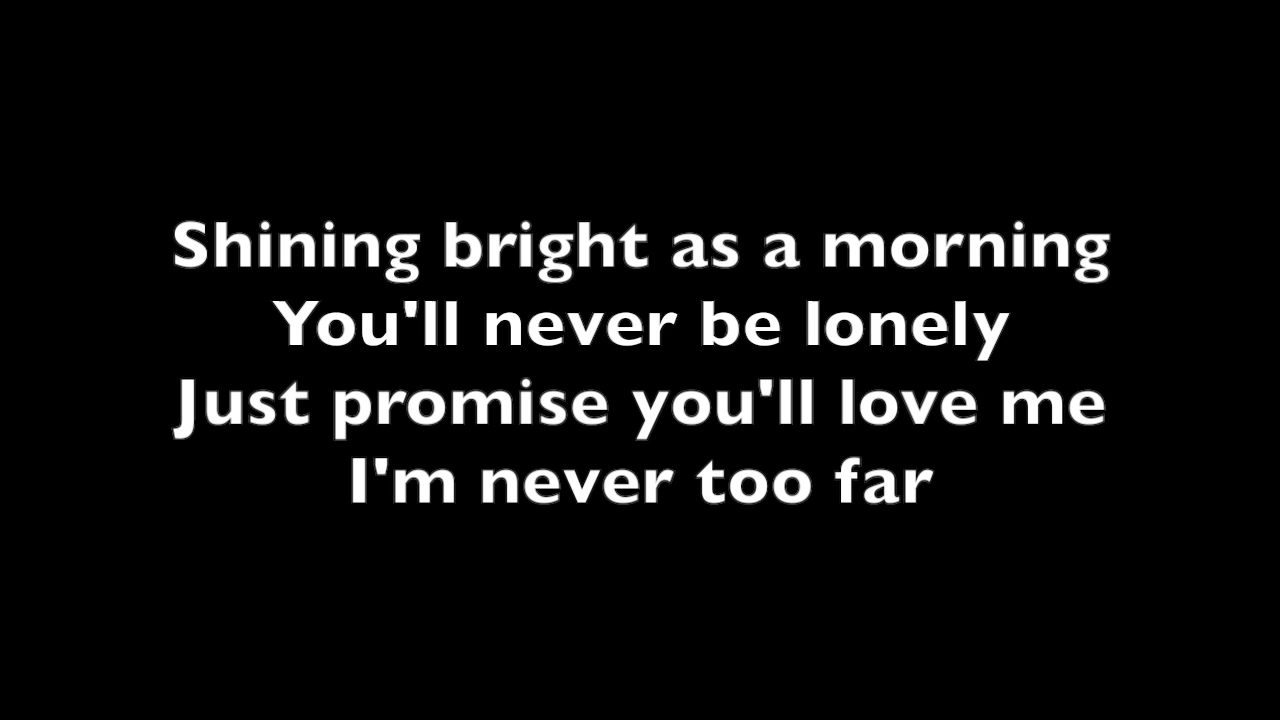 Shining bright as a morning
You'll never be lonely
Just promise you'll love me
I'm never too far